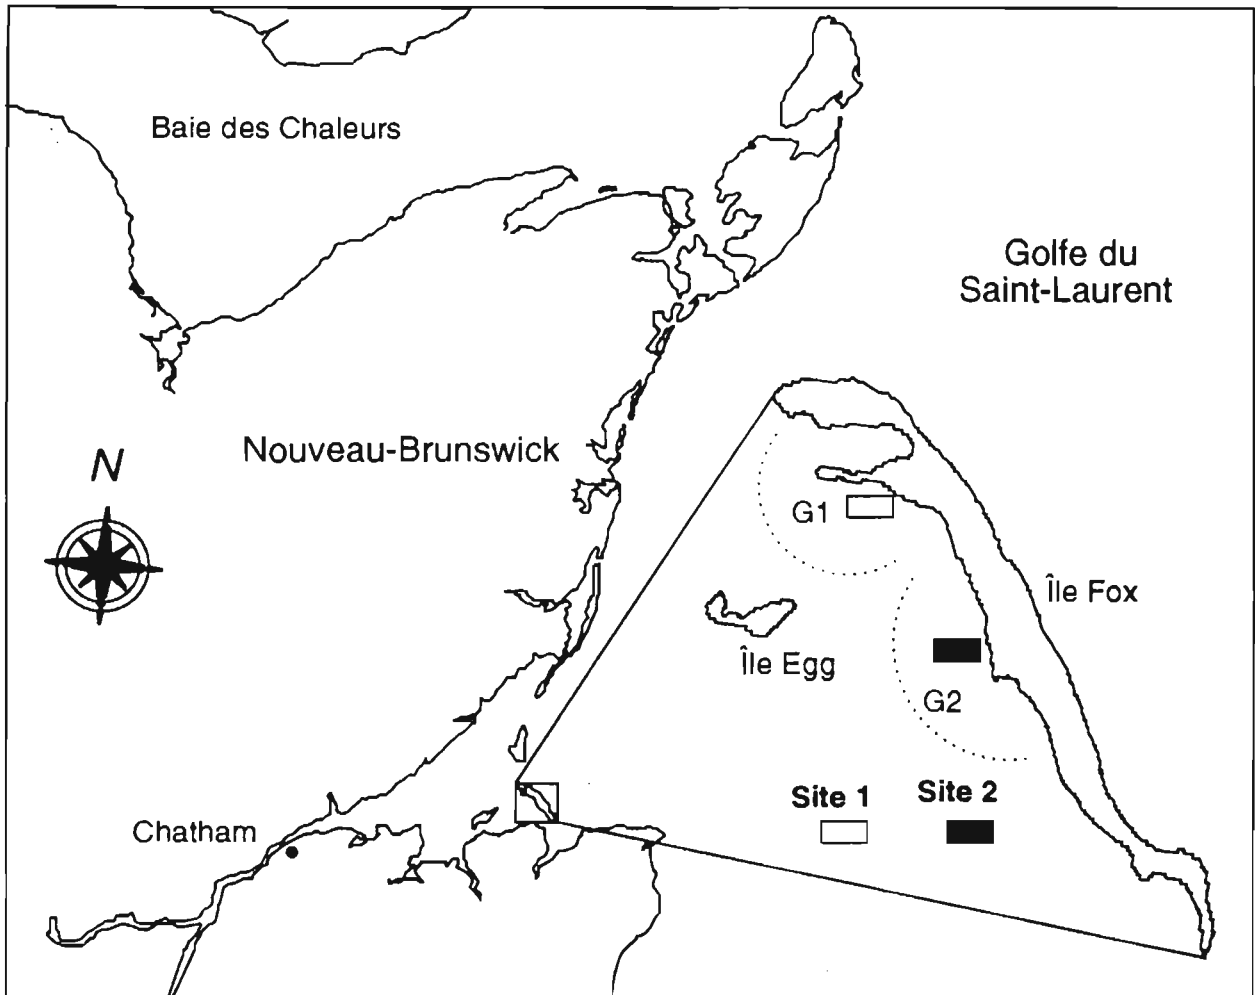 Baie des Chaleurs
Golfe du
Saint-Laurent
Nouveau-Brunswick
N
G1
Île Fox
Île Egg
G2
Site 1
Site 2
Chatham